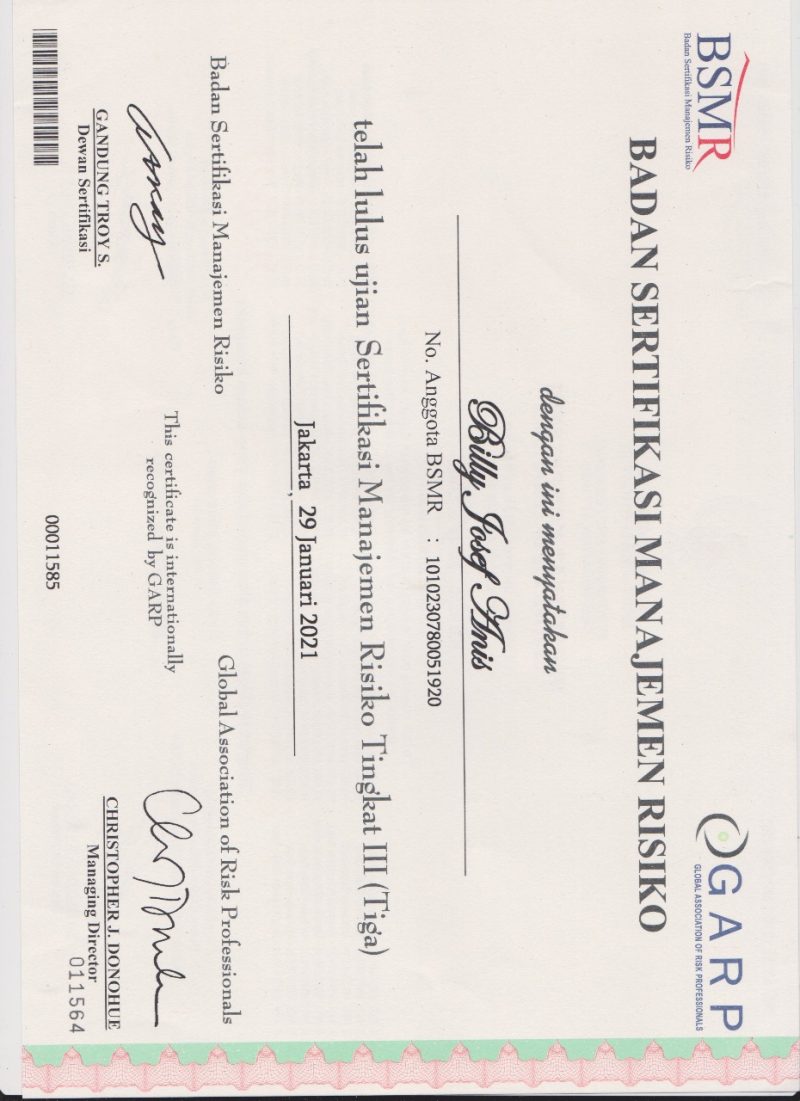 BSMR
Badan Sertifikasi Manajemen Risiko
GARP
GLOBAL ASSOCIATION OF RISK PROFESSIONALS
BADAN SERTIFIKASI MANAJEMEN RISIKO
dengan ini menyatakan
Billy Josef Anis
No. Anggota BSMR : 1010230780051920
telah lulus ujian Sertifikasi Manajemen Risiko Tingkat III (Tiga)
Jakarta, 29 Januari 2021
Badan Sertifikasi Manajemen Risiko
Global Association of Risk Professionals
This certificate is internationally
recognized by GARP
GANDUNG TROY S.
Dewan Sertifikasi
CHRISTOPHER J. DONOHUE
Managing Director
00011585
011564